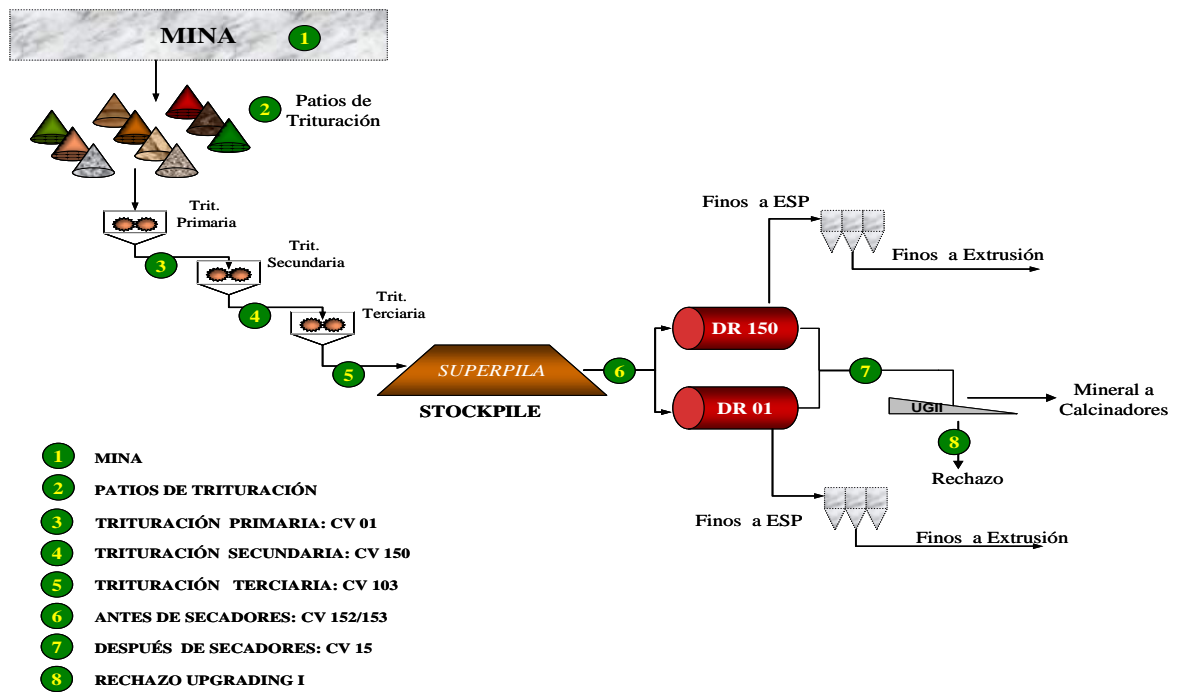 MINA 1
2 Patios de
Trituración
Trit.
Primaria
3
Trit.
Secundaria
4
Trit.
Terciaria
5
SUPERPILA
STOCKPILE
6
Finos a ESP
Finos a Extrusión
DR 150
DR 01
7
UGII
Mineral a
Calcinadores
8
Rechazo
Finos a ESP
Finos a Extrusión
1 MINA
2 PATIOS DE TRITURACIÓN
3 TRITURACIÓN PRIMARIA: CV 01
4 TRITURACIÓN SECUNDARIA: CV 150
5 TRITURACIÓN TERCIARIA: CV 103
6 ANTES DE SECADORES: CV 152/153
7 DESPUÉS DE SECADORES: CV 15
8 RECHAZO UPGRADING I